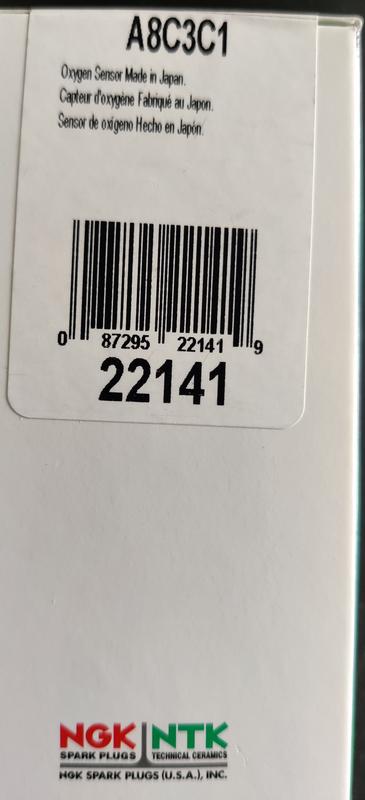 A8C3C1
Oxygen Sensor Made in Japan.
Capteur d'oxygène Fabriqué au Japon.
Sensor de oxígeno Hecho en Japón.
0 87295 22141 9
22141
NGK NTK
SPARK PLUGS TECHNICAL CERAMICS
NGK SPARK PLUGS (U.S.A.), INC.